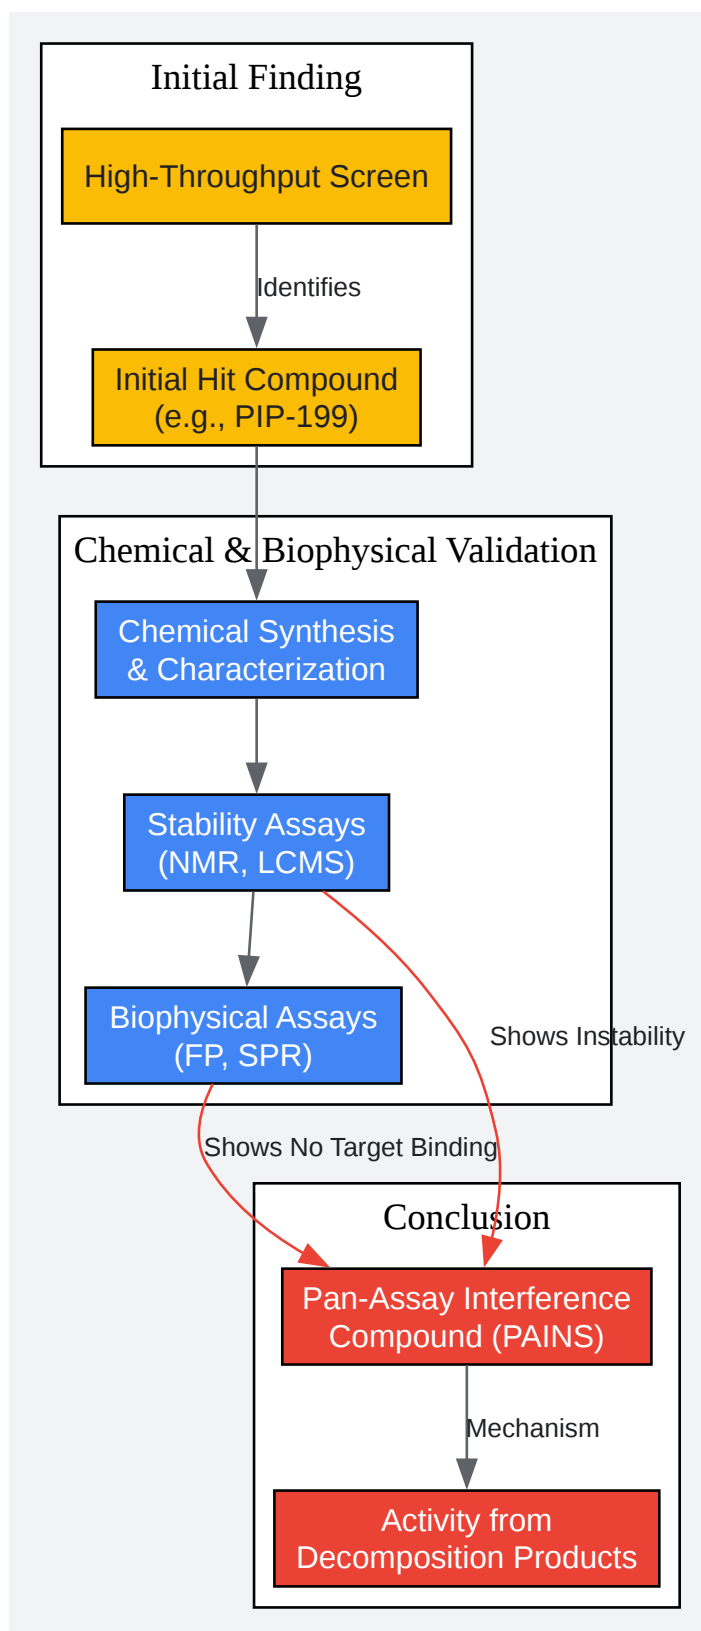 Initial Finding
High-Throughput Screen
Identifies
Initial Hit Compound
(e.g., PIP-199)
Chemical & Biophysical Validation
Chemical Synthesis
& Characterization
Stability Assays
(NMR, LCMS)
Biophysical Assays
(FP, SPR)
Shows Instability
Shows No Target Binding
Conclusion
Pan-Assay Interference
Compound (PAINS)
Mechanism
Activity from
Decomposition Products